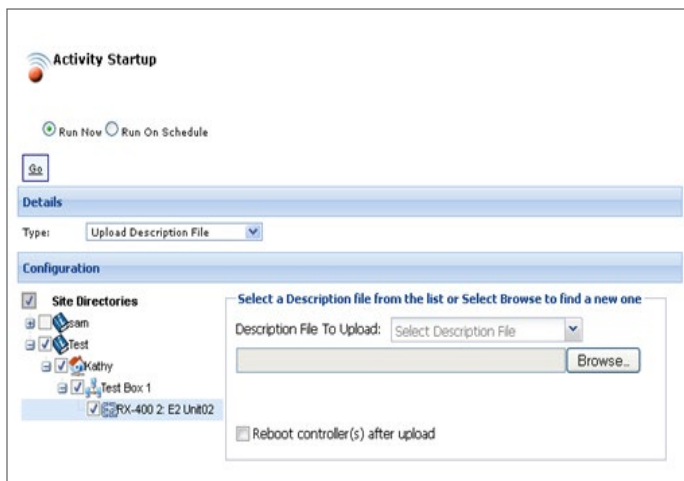 Activity Startup
Run Now Run On Schedule
Go
Details
Type: Upload Description File
Configuration
Site Directories
sam
Test
Kathy
Test Box 1
RX-400 2: E2 Unit02
Select a Description file from the list or Select Browse to find a new one
Description File To Upload: Select Description File
Browse...
Reboot controller(s) after upload